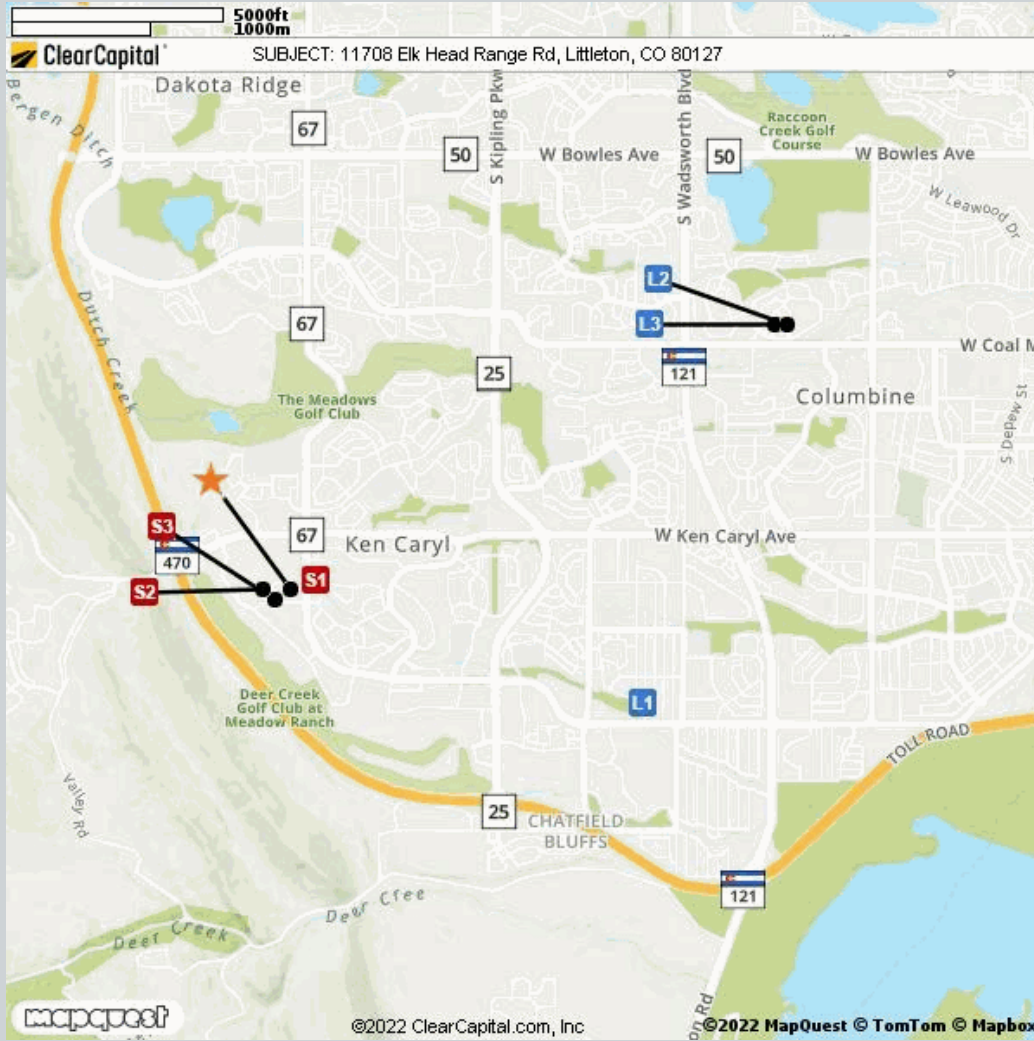 5000ft
1000m
ClearCapital
SUBJECT: 11708 Elk Head Range Rd, Littleton, CO 80127
Dakota Ridge
Bergen Ditch
67
50
S Kipling Pkwy
W Bowles Ave
S Wadsworth Blvd
50
Raccoon
Creek Golf
Course
W Bowles Ave
W Leawood Dr
Dutch Creek
L2
67
L3
W Coal M
25
121
The Meadows
Golf Club
Columbine
S Depew St
S3
67
Ken Caryl
W Ken Caryl Ave
470
S1
S2
Deer Creek
Golf Club at
Meadow Ranch
L1
TOLL ROAD
Valley Rd
25
CHATFIELD
BLUFFS
121
Deer Cree
Deer Creek
on Rd
mapquest
©2022 ClearCapital.com, Inc
©2022 MapQuest © TomTom © Mapbox